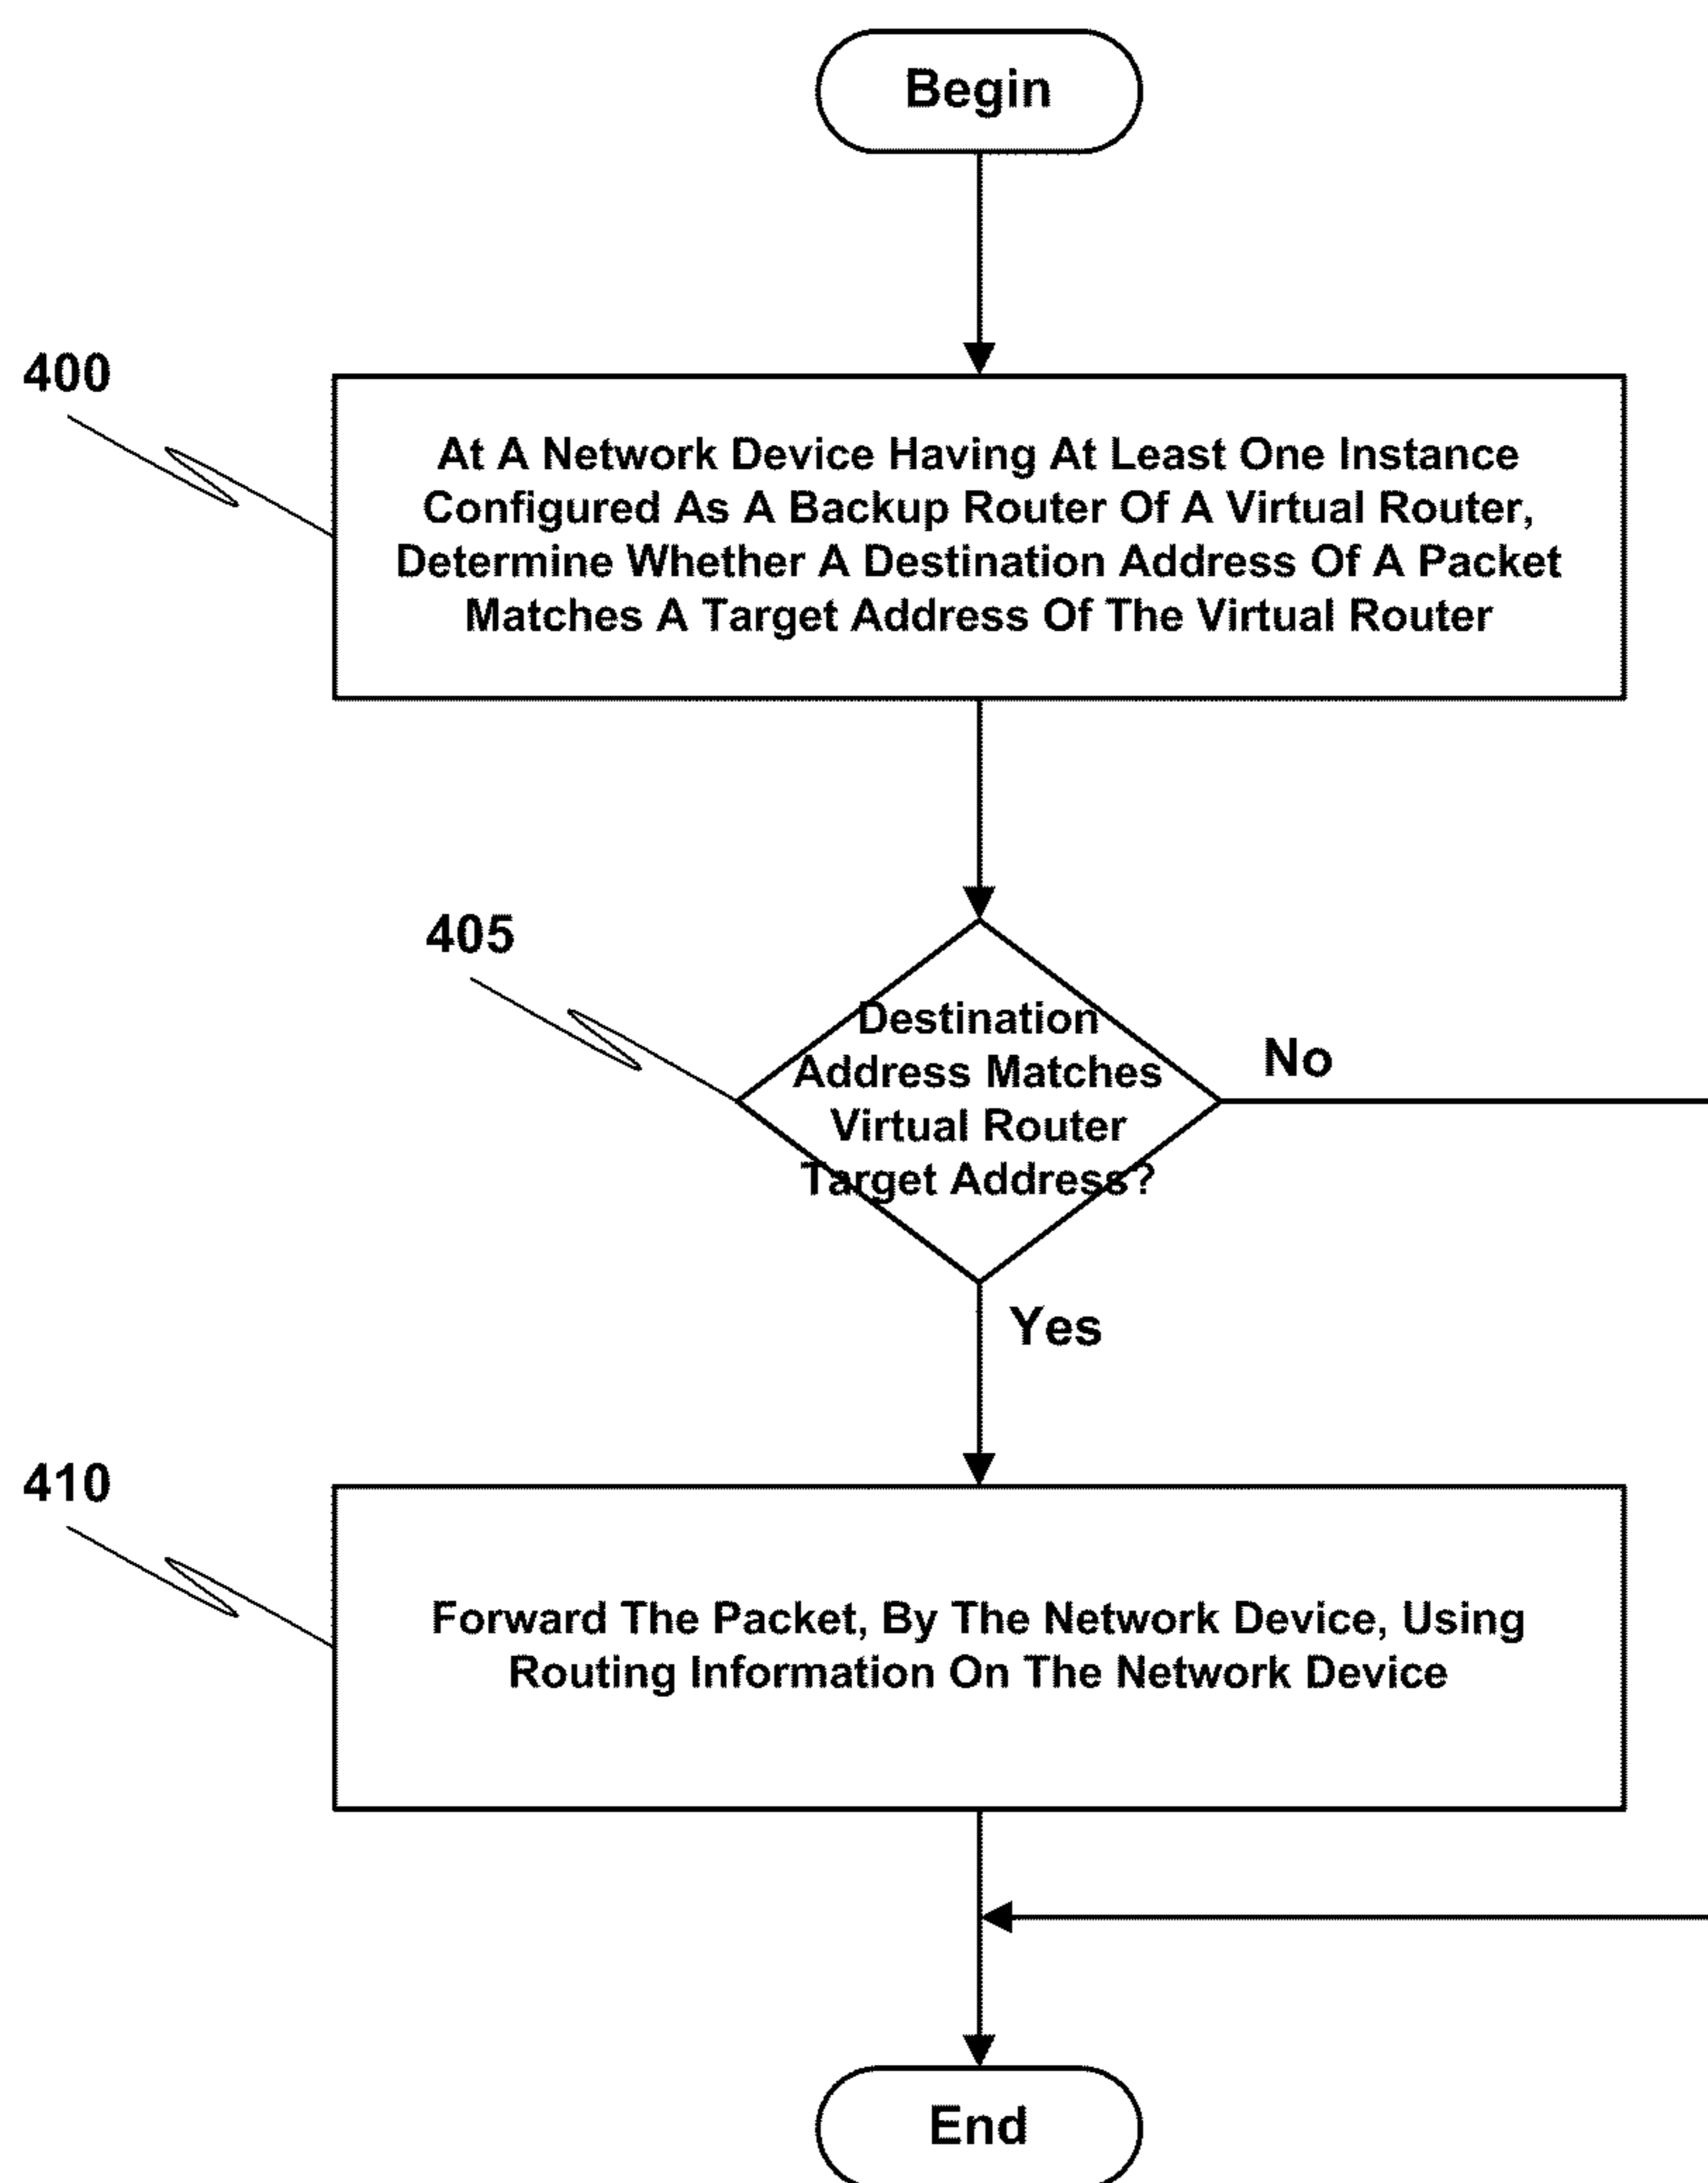 Begin
400
At A Network Device Having At Least One Instance
Configured As A Backup Router Of A Virtual Router,
Determine Whether A Destination Address Of A Packet
Matches A Target Address Of The Virtual Router
405
Destination
Address Matches
Virtual Router
Target Address?
No
Yes
410
Forward The Packet, By The Network Device, Using
Routing Information On The Network Device
End